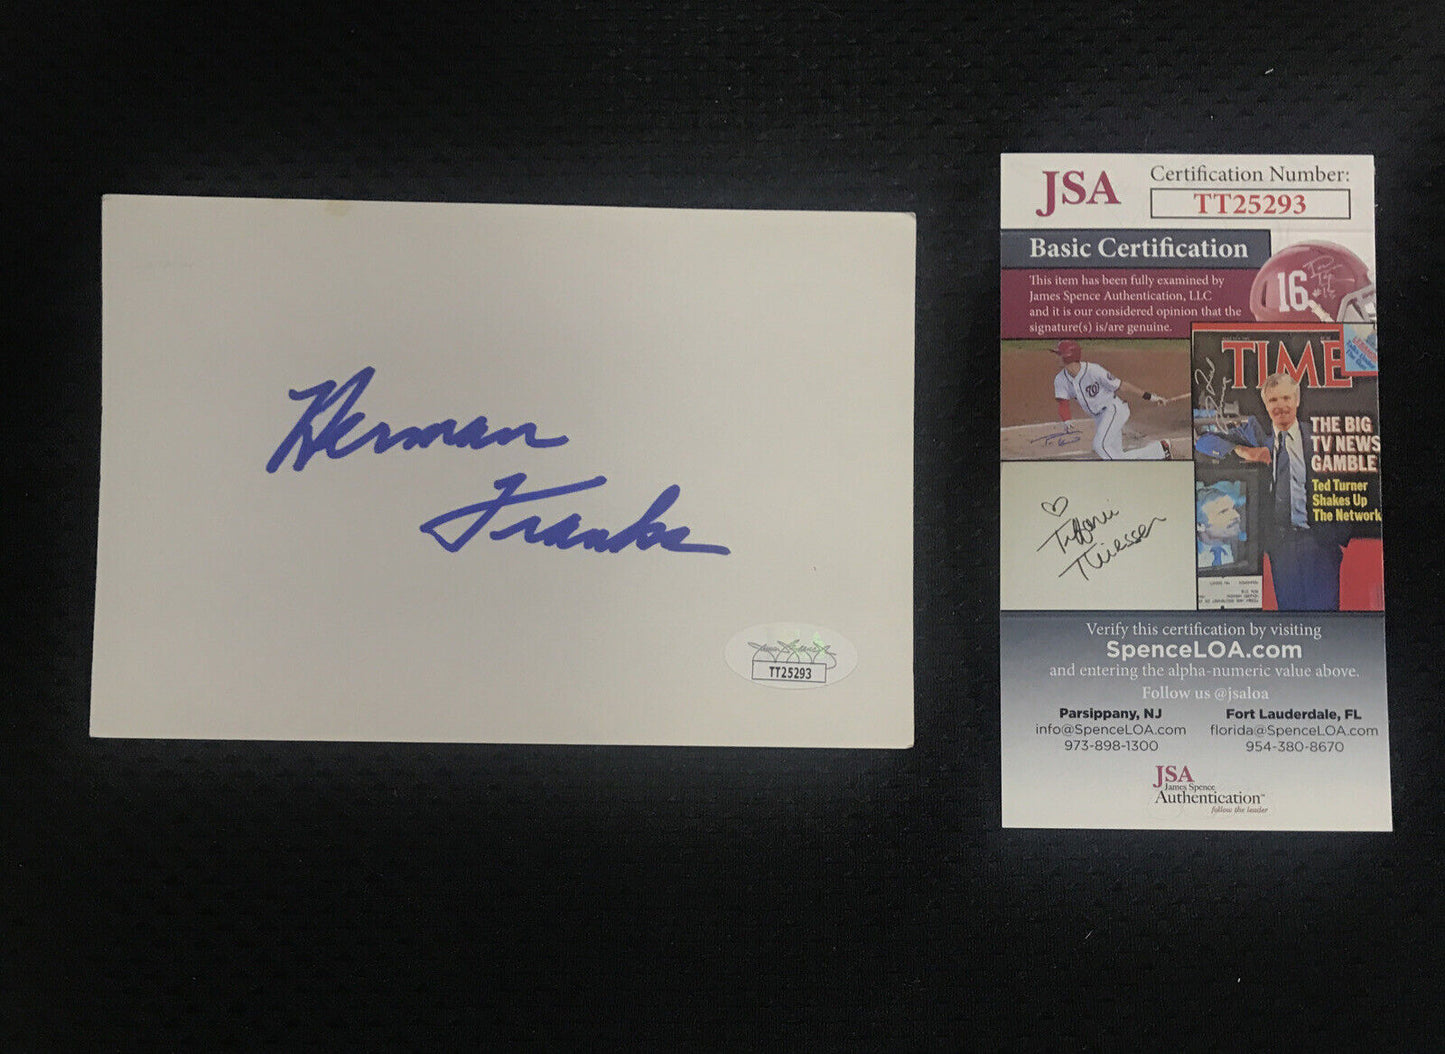 Herman
Franks
TT25293
JSA
Certification Number:
TT25293
Basic Certification
This item has been fully examined by
James Spence Authentication, LLC
and it is our considered opinion that the
signature(s) is/are genuine.
16
TIME
THE BIG
TV NEWS
GAMBLE
Ted Turner
Shakes Up
The Network
Tiffani
Thiessen
Verify this certification by visiting
SpenceLOA.com
and entering the alpha-numeric value above.
Follow us @jsaloa
Parsippany, NJ
info@SpenceLOA.com
973-898-1300
Fort Lauderdale, FL
florida@SpenceLOA.com
954-380-8670
JSA
James Spence
Authentication™
follow the leader